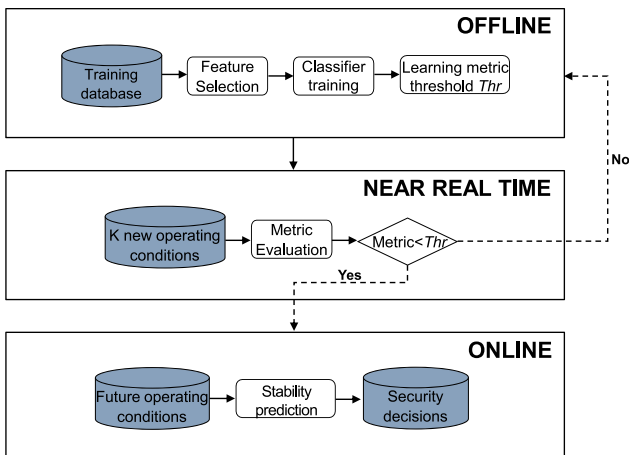 OFFLINE
Training
database
Feature
Selection
Classifier
training
Learning metric
threshold Thr
No
NEAR REAL TIME
K new operating
conditions
Metric
Evaluation
Metric<Thr
Yes
ONLINE
Future operating
conditions
Stability
prediction
Security
decisions